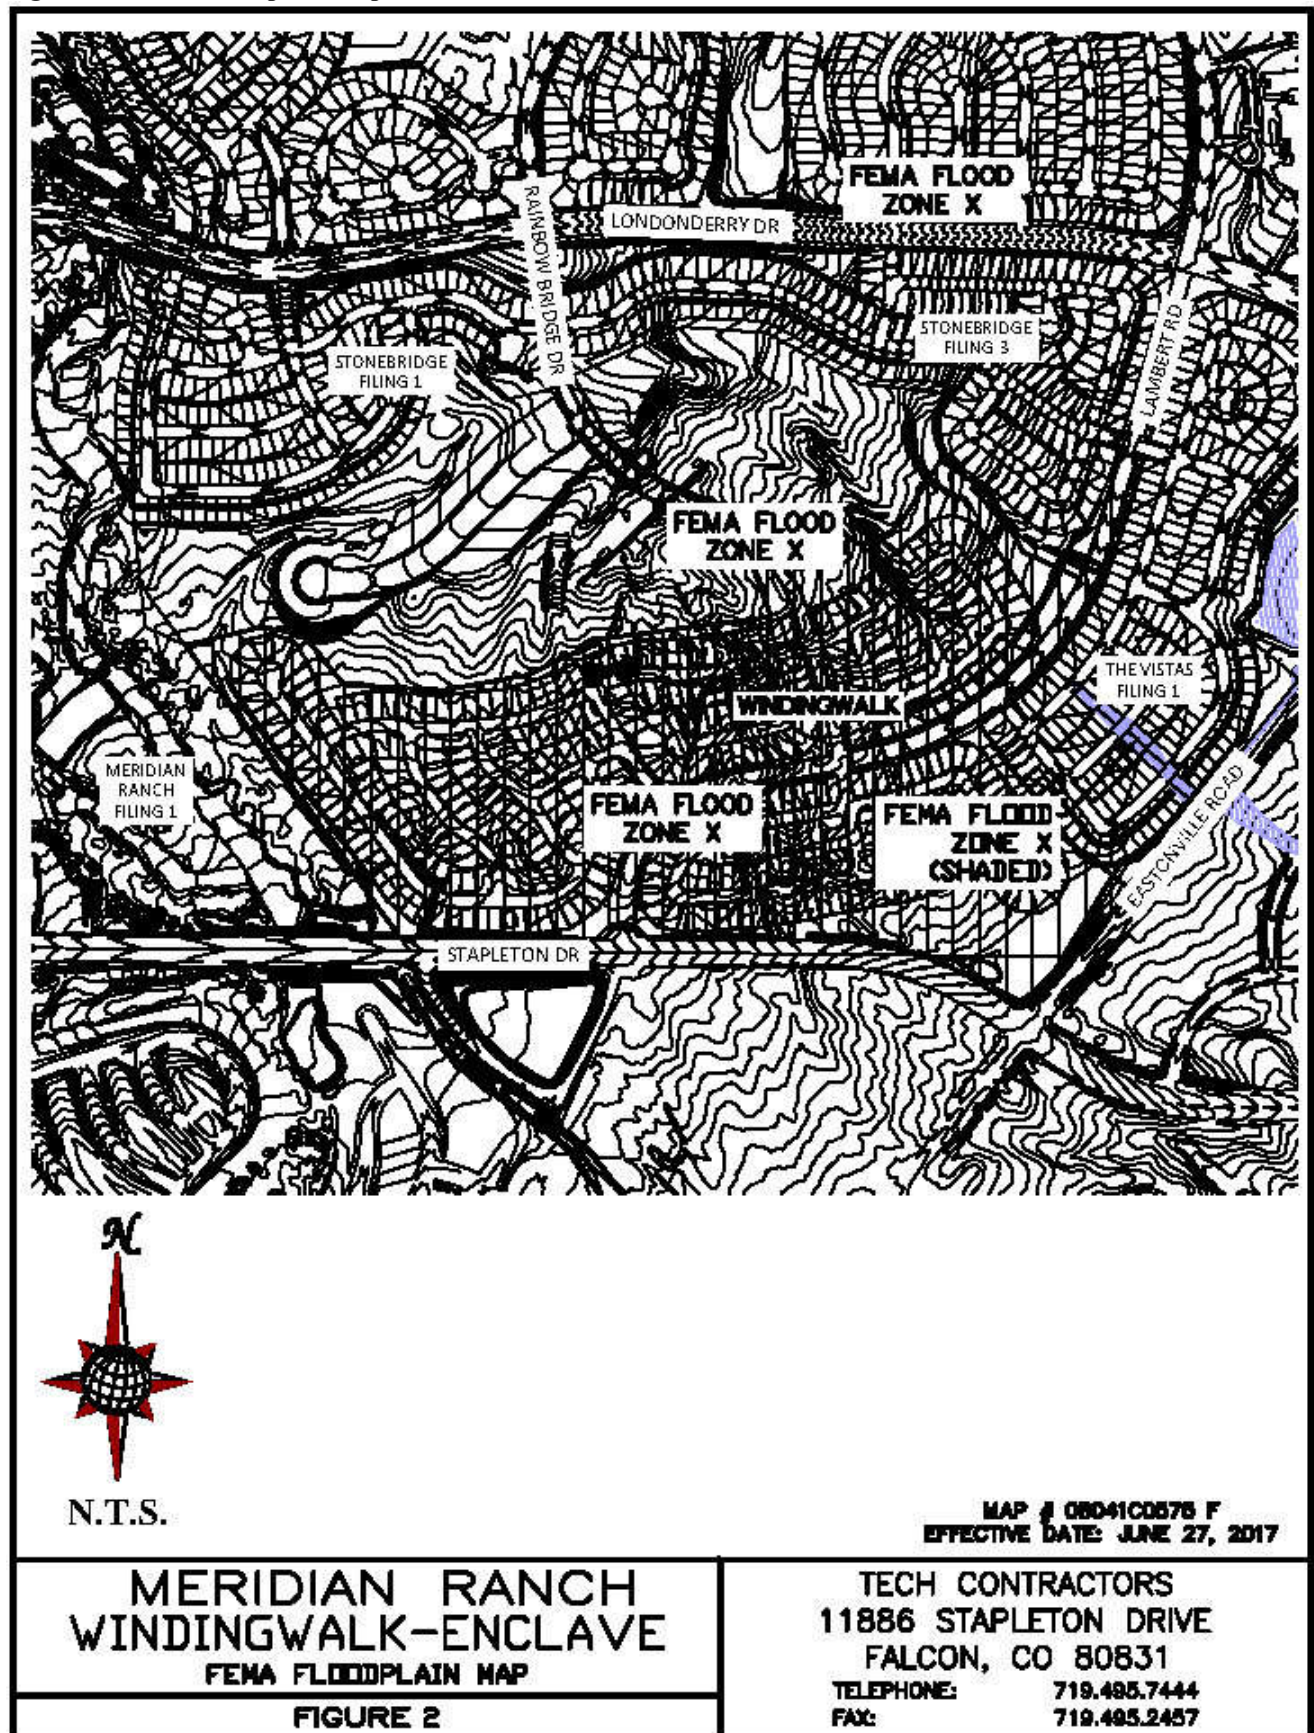 FEMA FLOOD
ZONE X
LONDONDERRY DR
RAINBOW BRIDGE DR
STONEBRIDGE
FILING 3
LAMBERT RD
STONEBRIDGE
FILING 1
FEMA FLOOD
ZONE X
THE VISTAS
FILING 1
WINDINGWALK
MERIDIAN
RANCH
FILING 1
FEMA FLOOD
ZONE X
FEMA FLOOD
ZONE X
(SHADED)
EASTONVILLE ROAD
STAPLETON DR
N
N.T.S.
MAP # 08041C0575 F
EFFECTIVE DATE: JUNE 27, 2017
MERIDIAN RANCH
WINDINGWALK-ENCLAVE
FEMA FLOODPLAIN MAP
FIGURE 2
TECH CONTRACTORS
11886 STAPLETON DRIVE
FALCON, CO 80831
TELEPHONE: 719.495.7444
FAX: 719.495.2457